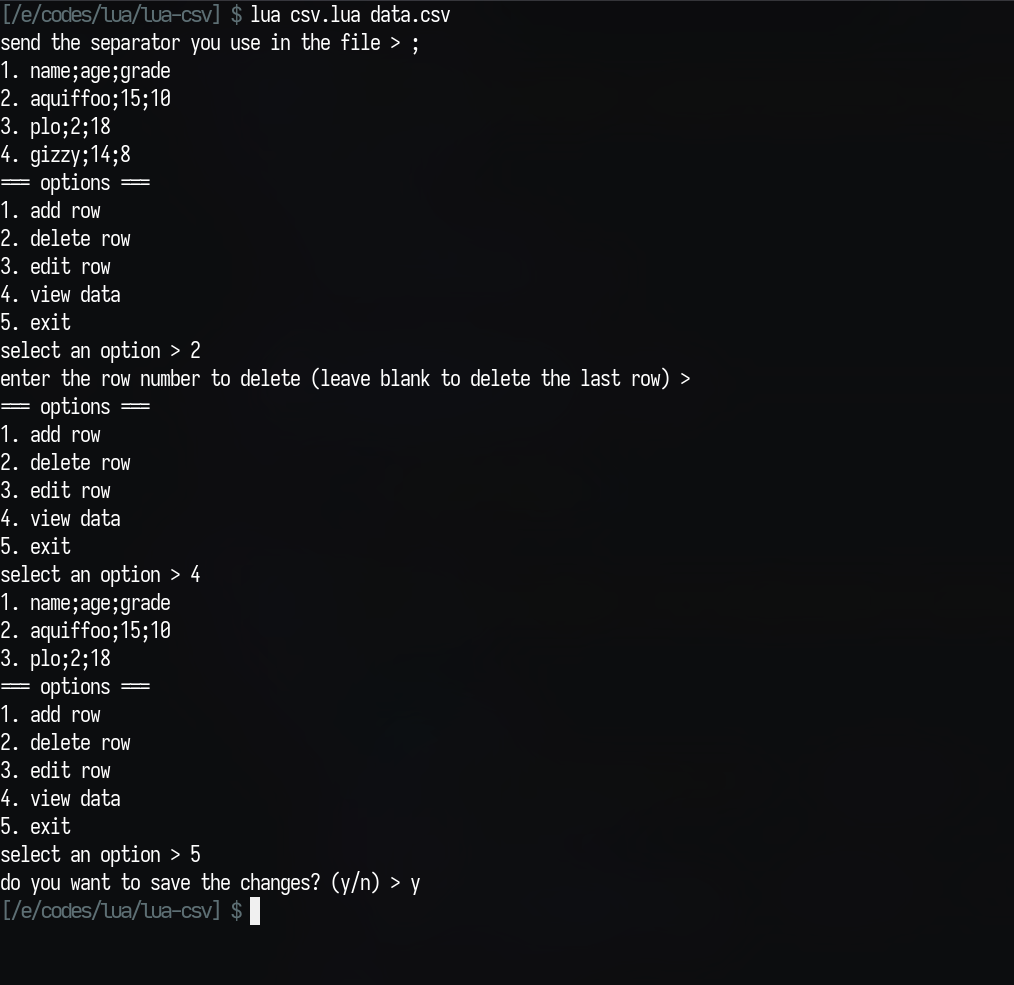 [/e/codes/lua/lua-csv] $ lua csv.lua data.csv
send the separator you use in the file > ;
1. name;age;grade
2. aquiffoo;15;10
3. plo;2;18
4. gizzy;14;8
=== options ===
1. add row
2. delete row
3. edit row
4. view data
5. exit
select an option > 2
enter the row number to delete (leave blank to delete the last row) >
=== options ===
1. add row
2. delete row
3. edit row
4. view data
5. exit
select an option > 4
1. name;age;grade
2. aquiffoo;15;10
3. plo;2;18
=== options ===
1. add row
2. delete row
3. edit row
4. view data
5. exit
select an option > 5
do you want to save the changes? (y/n) > y
[/e/codes/lua/lua-csv] $